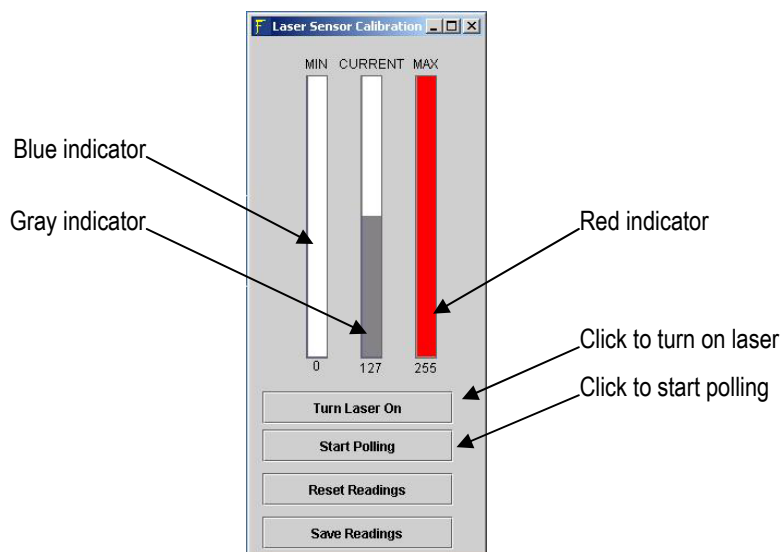 Laser Sensor Calibration
MIN CURRENT MAX
Blue indicator
Gray indicator
Red indicator
0 127 255
Click to turn on laser
Click to start polling
Turn Laser On
Start Polling
Reset Readings
Save Readings